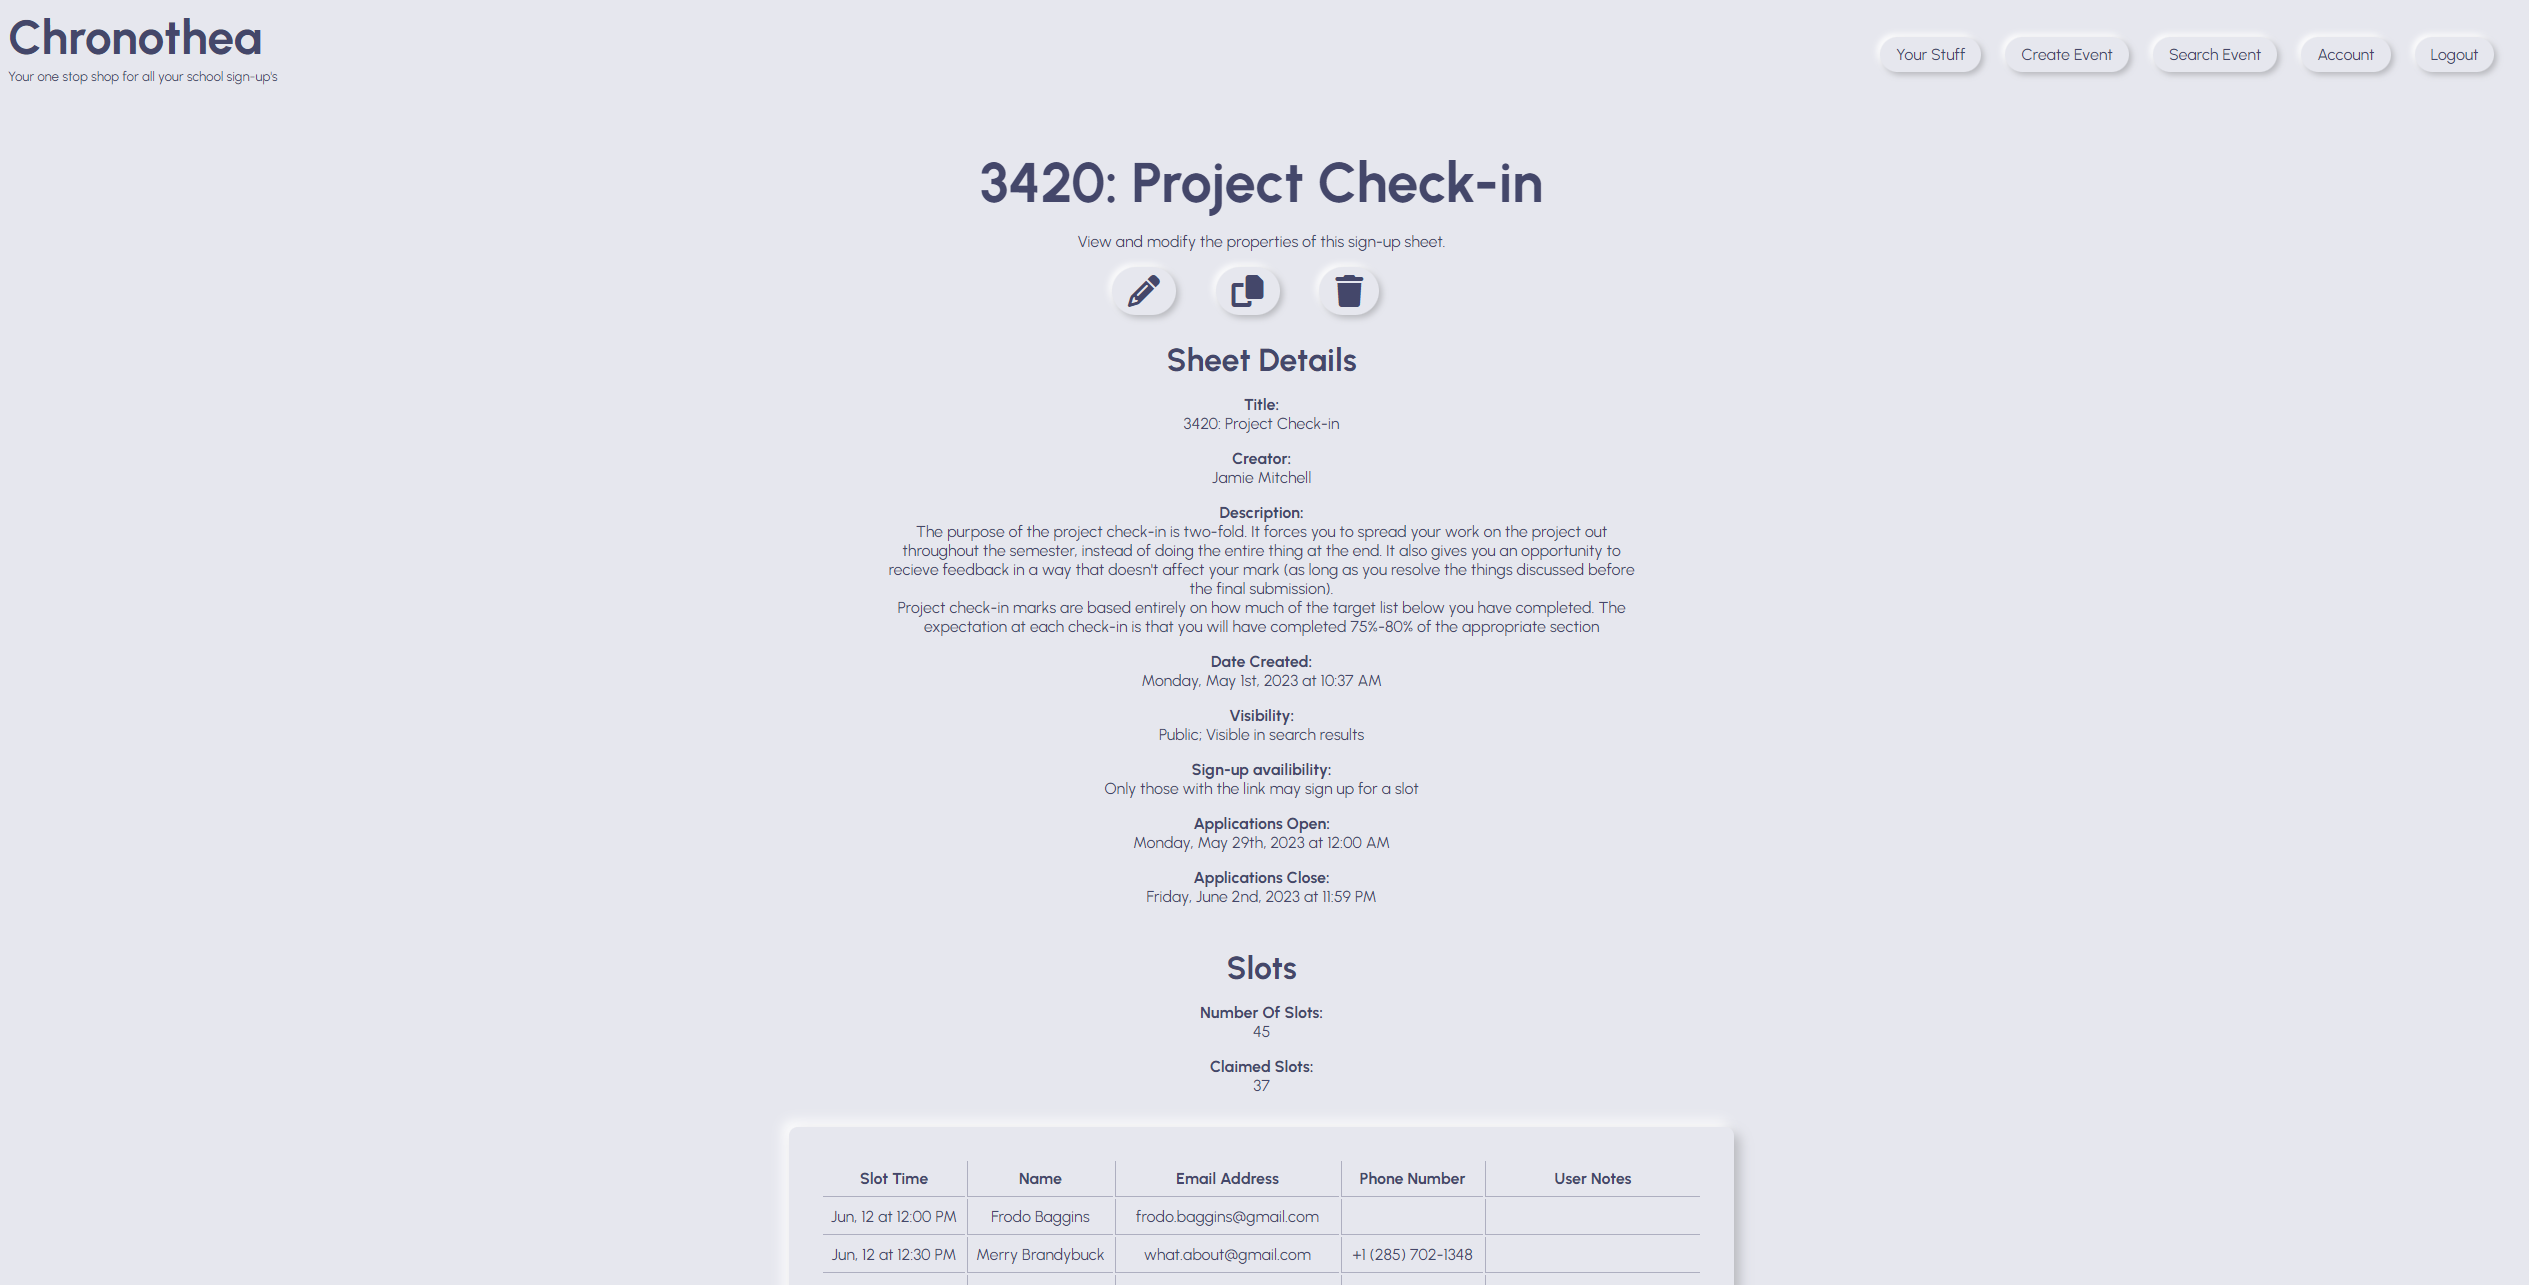 Chronothea
Your one stop shop for all your school sign-up's
Your Stuff
Create Event
Search Event
Account
Logout
3420: Project Check-in
View and modify the properties of this sign-up sheet.
Sheet Details
Title:
3420: Project Check-in
Creator:
Jamie Mitchell
Description:
The purpose of the project check-in is two-fold. It forces you to spread your work on the project out
throughout the semester, instead of doing the entire thing at the end. It also gives you an opportunity to
recieve feedback in a way that doesn't affect your mark (as long as you resolve the things discussed before
the final submission).
Project check-in marks are based entirely on how much of the target list below you have completed. The
expectation at each check-in is that you will have completed 75%-80% of the appropriate section
Date Created:
Monday, May 1st, 2023 at 10:37 AM
Visibility:
Public; Visible in search results
Sign-up availibility:
Only those with the link may sign up for a slot
Applications Open:
Monday, May 29th, 2023 at 12:00 AM
Applications Close:
Friday, June 2nd, 2023 at 11:59 PM
Slots
Number Of Slots:
45
Claimed Slots:
37
Slot Time Name Email Address Phone Number User Notes
Jun, 12 at 12:00 PM Frodo Baggins frodo.baggins@gmail.com
Jun, 12 at 12:30 PM Merry Brandybuck what.about@gmail.com +1 (285) 702-1348